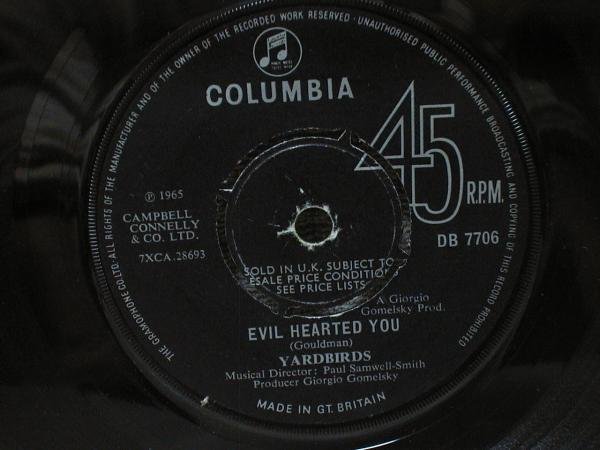 THE GRAMOPHONE CO. LTD. · ALL RIGHTS OF THE MANUFACTURER AND OF THE OWNER OF THE RECORDED WORK RESERVED · UNAUTHORISED PUBLIC PERFORMANCE BROADCASTING AND COPYING OF THIS RECORD PROHIBITED
COLUMBIA
45
R.P.M.
DB 7706
℗ 1965
CAMPBELL
CONNELLY
& CO. LTD.
7XCA.28693
SOLD IN U.K. SUBJECT TO
ESALE PRICE CONDITION
SEE PRICE LISTS
A Giorgio
Gomelsky Prod.
EVIL HEARTED YOU
(Gouldman)
YARDBIRDS
Musical Director: Paul Samwell-Smith
Producer Giorgio Gomelsky
MADE IN GT. BRITAIN